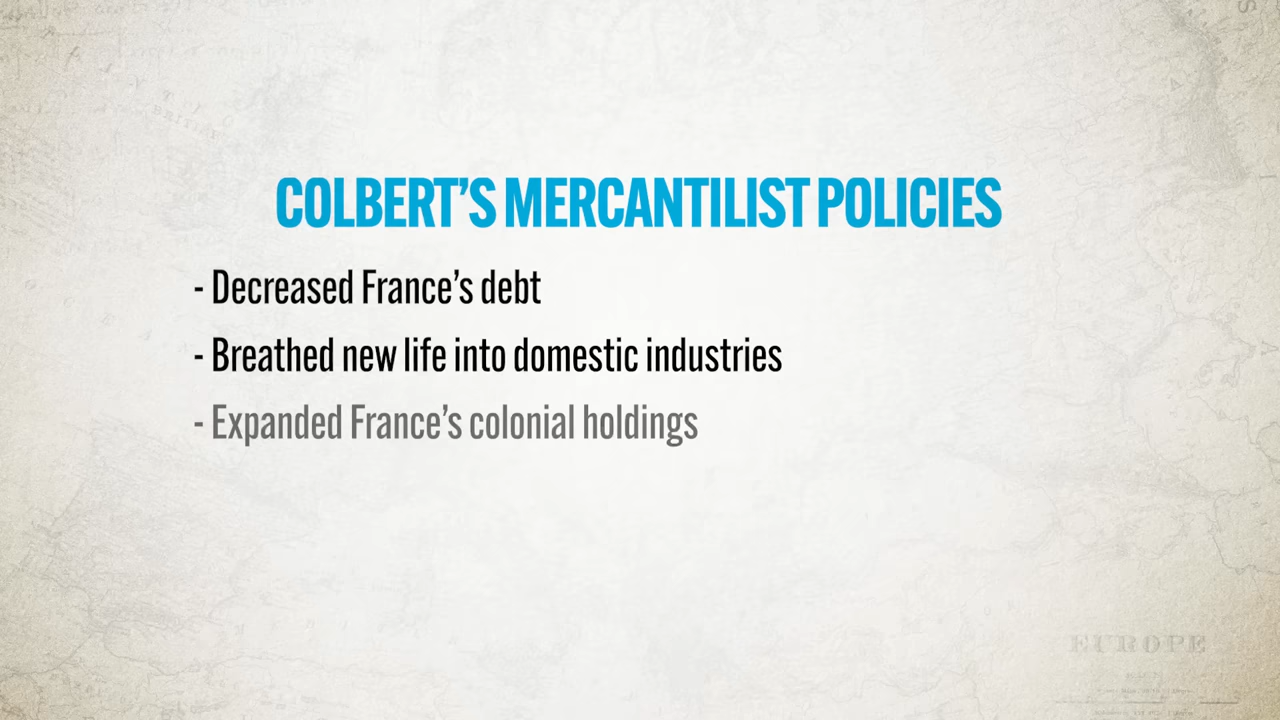 COLBERT’S MERCANTILIST POLICIES
- Decreased France’s debt
- Breathed new life into domestic industries
- Expanded France’s colonial holdings
EUROPE